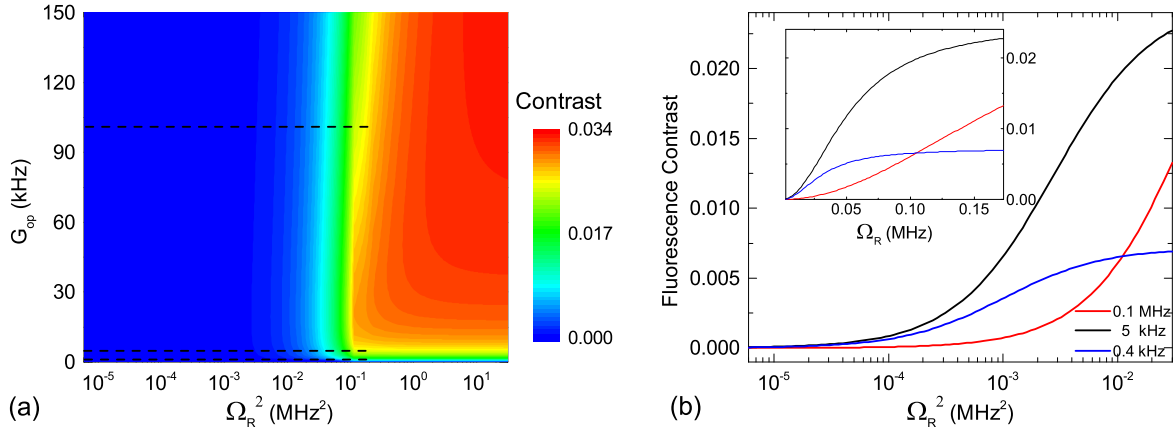 150
120
90
60
30
0
G_op (kHz)
10^-5 10^-4 10^-3 10^-2 10^-1 10^0 10^1
Ω_R^2 (MHz^2)
(a)
Contrast
0.034
0.017
0.000
0.020
0.015
0.010
0.005
0.000
Fluorescence Contrast
0.02
0.01
0.00
0.05 0.10 0.15
Ω_R (MHz)
0.1 MHz
5 kHz
0.4 kHz
10^-5 10^-4 10^-3 10^-2
Ω_R^2 (MHz^2)
(b)